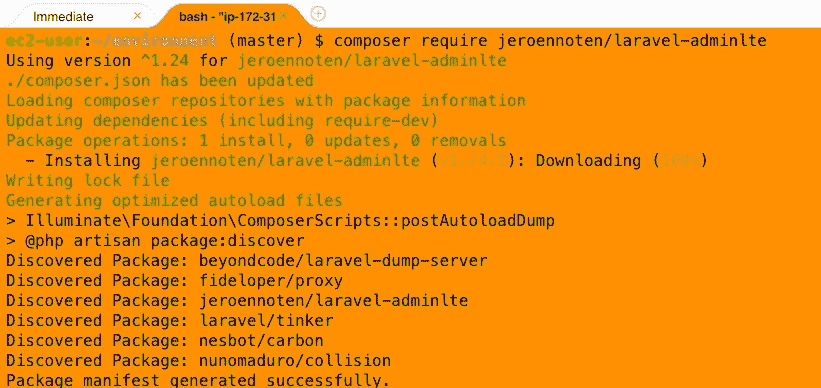 Immediate
bash - "ip-172-31
ec2-user:~/environment (master) $ composer require jeroennoten/laravel-adminlte
Using version ^1.24 for jeroennoten/laravel-adminlte
./composer.json has been updated
Loading composer repositories with package information
Updating dependencies (including require-dev)
Package operations: 1 install, 0 updates, 0 removals
- Installing jeroennoten/laravel-adminlte ( ): Downloading ( )
Writing lock file
Generating optimized autoload files
> Illuminate\Foundation\ComposerScripts::postAutoloadDump
> @php artisan package:discover
Discovered Package: beyondcode/laravel-dump-server
Discovered Package: fideloper/proxy
Discovered Package: jeroennoten/laravel-adminlte
Discovered Package: laravel/tinker
Discovered Package: nesbot/carbon
Discovered Package: nunomaduro/collision
Package manifest generated successfully.